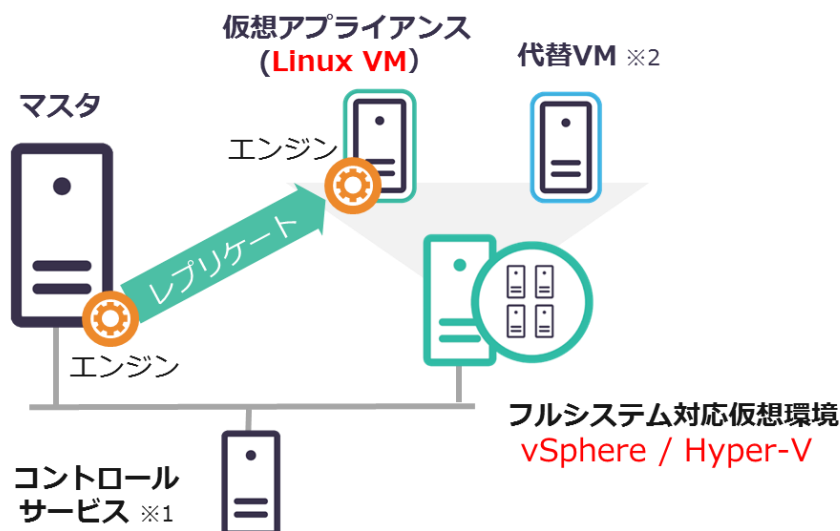 仮想アプライアンス
(Linux VM)
代替VM ※2
マスタ
エンジン
レプリケート
エンジン
フルシステム対応仮想環境
vSphere / Hyper-V
コントロール
サービス ※1